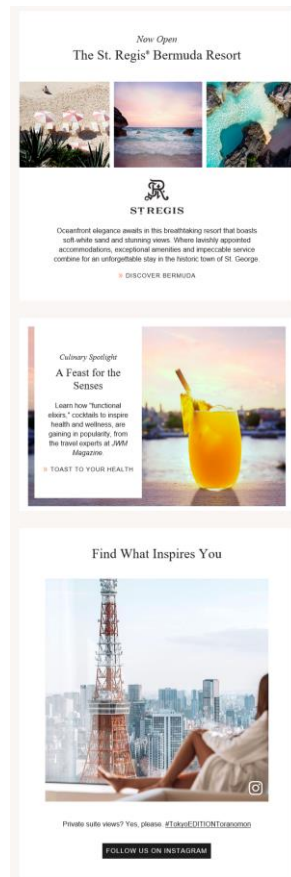 Now Open
The St. Regis® Bermuda Resort
ST REGIS
Oceanfront elegance awaits in this breathtaking resort that boasts
soft-white sand and stunning views. Where lavishly appointed
accommodations, exceptional amenities and impeccable service
combine for an unforgettable stay in the historic town of St. George.
» DISCOVER BERMUDA
Culinary Spotlight
A Feast for the
Senses
Learn how "functional
elixirs," cocktails to inspire
health and wellness, are
gaining in popularity, from
the travel experts at JWM
Magazine
» TOAST TO YOUR HEALTH
Find What Inspires You
Private suite views? Yes, please. #TokyoEDITIONToranomon
FOLLOW US ON INSTAGRAM